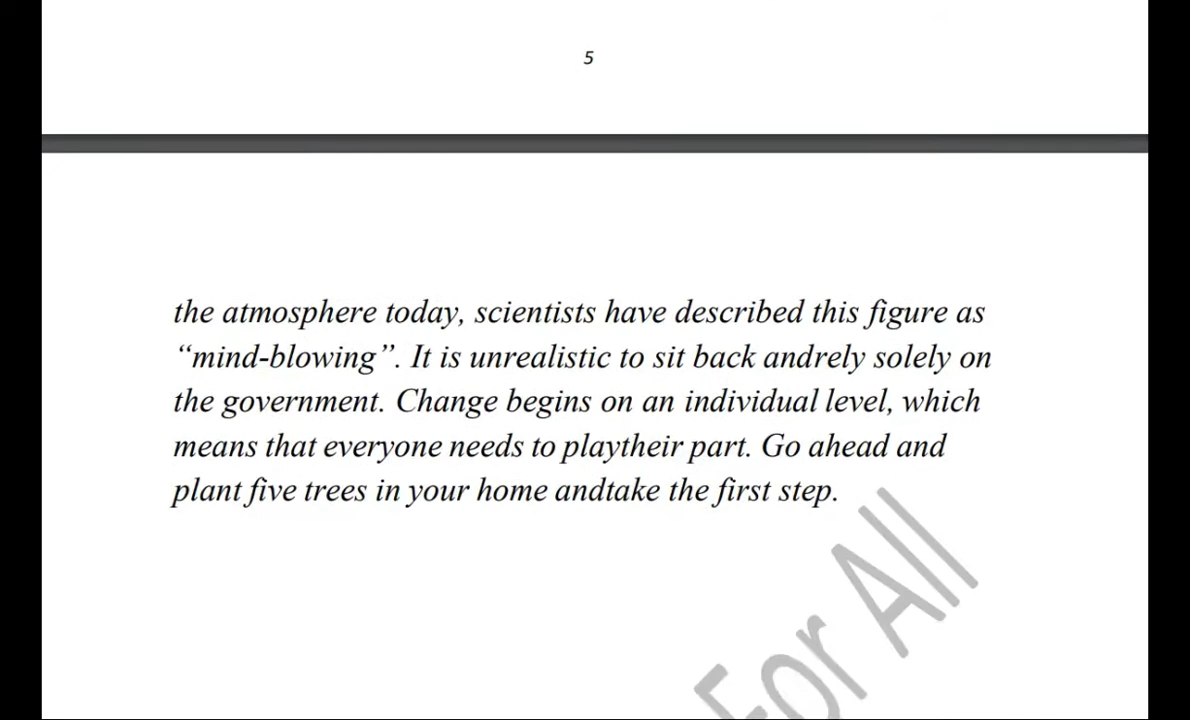 5
the atmosphere today, scientists have described this figure as
“mind-blowing”. It is unrealistic to sit back andrely solely on
the government. Change begins on an individual level, which
means that everyone needs to playtheir part. Go ahead and
plant five trees in your home andtake the first step.
For All